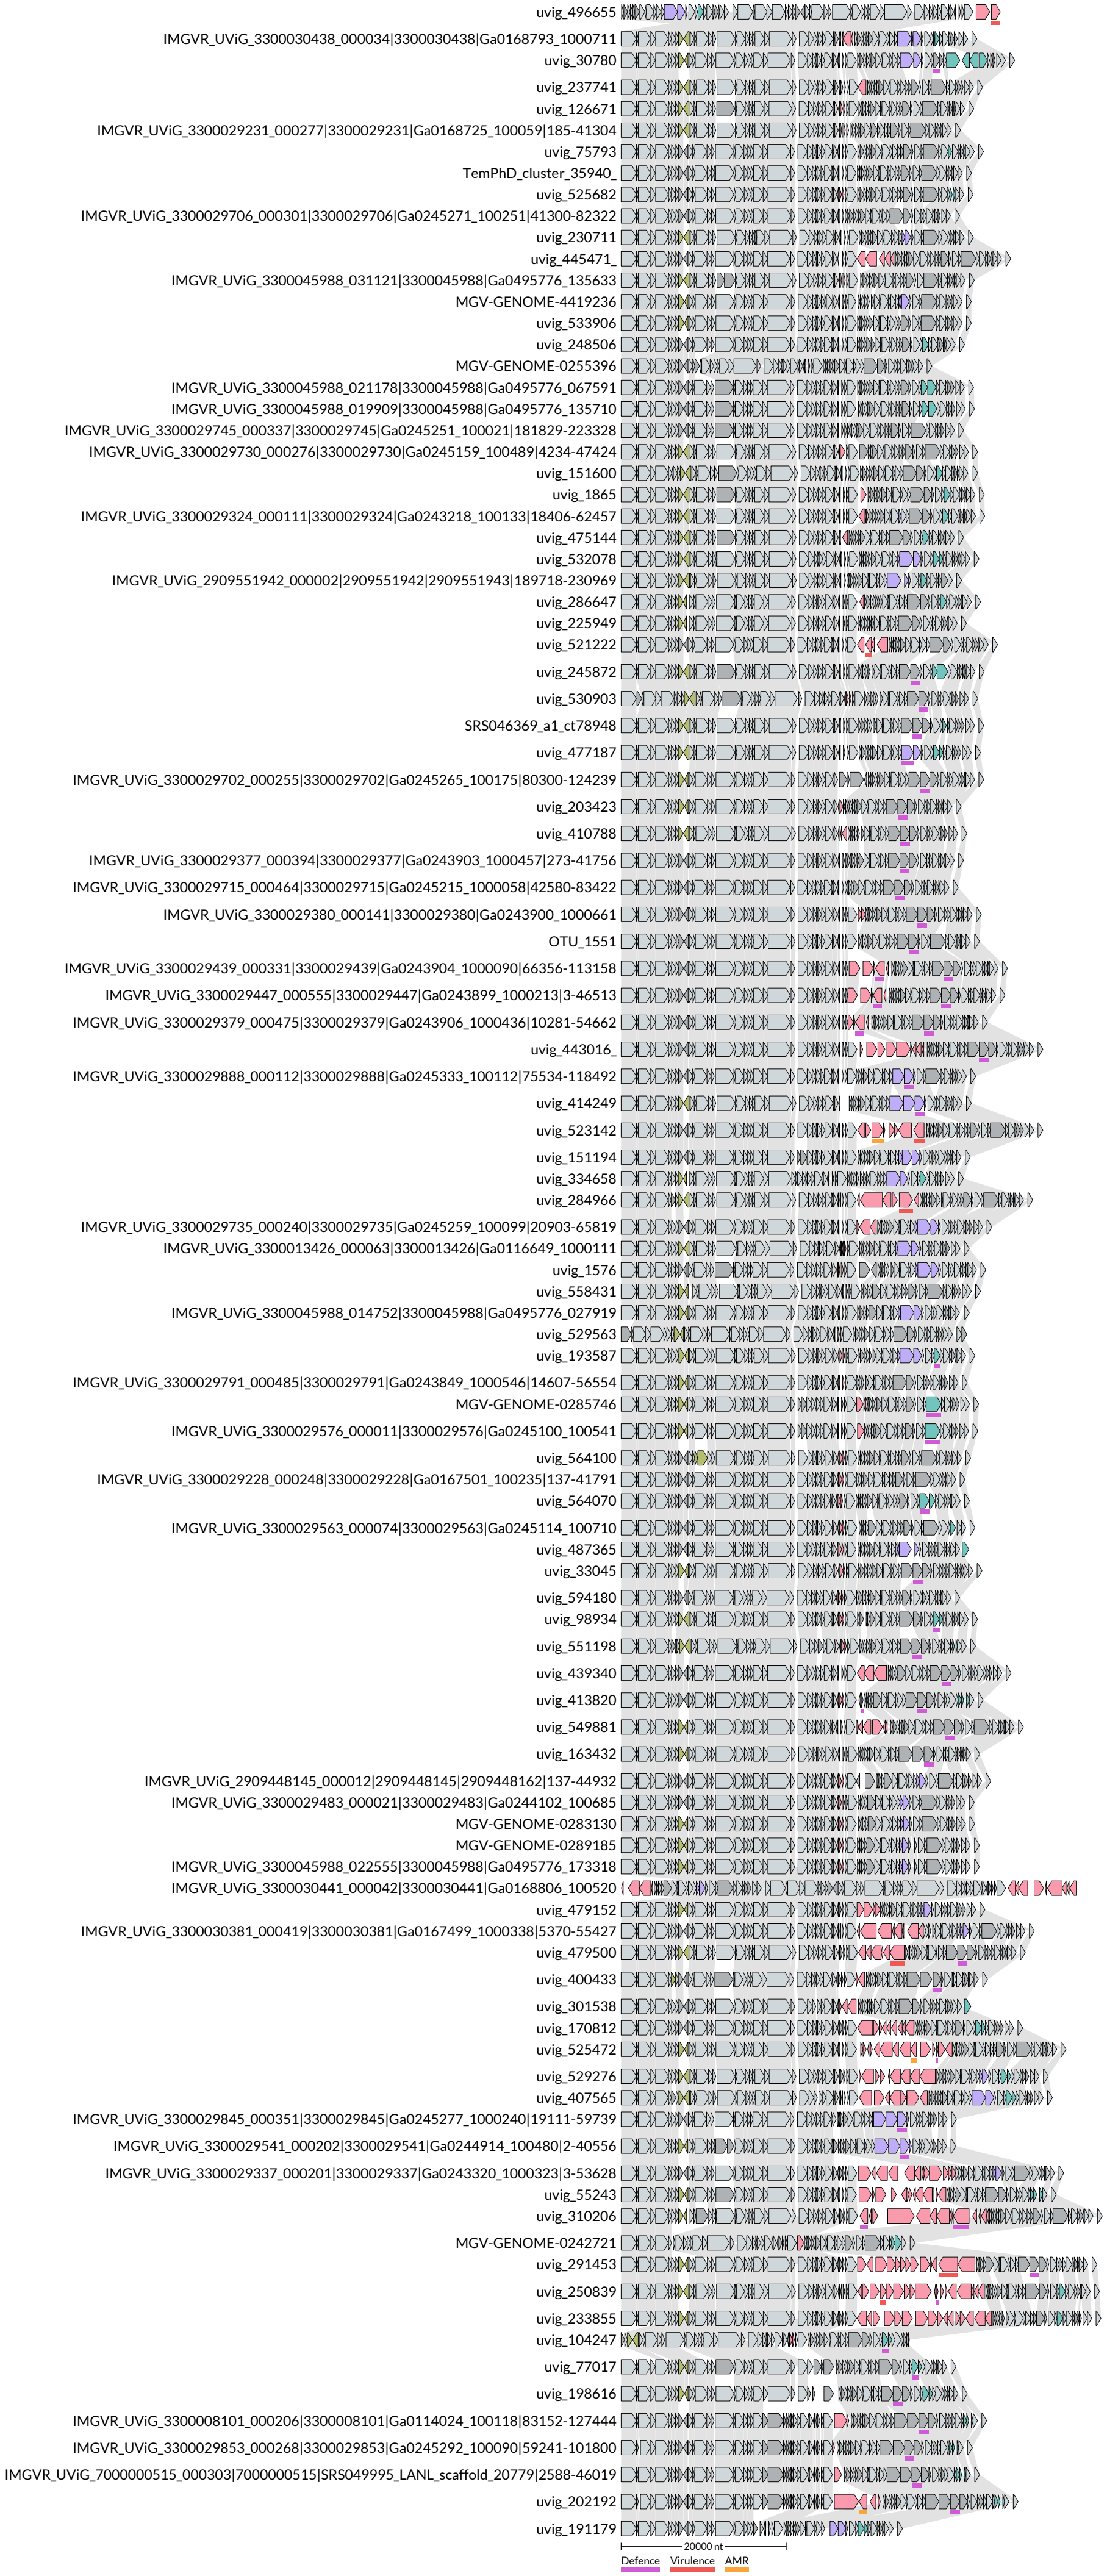 uvig_496655
IMGVR_UViG_3300030438_000034|3300030438|Ga0168793_1000711
uvig_30780
uvig_237741
uvig_126671
IMGVR_UViG_3300029231_000277|3300029231|Ga0168725_100059|185-41304
uvig_75793
TemPhD_cluster_35940_
uvig_525682
IMGVR_UViG_3300029706_000301|3300029706|Ga0245271_100251|41300-82322
uvig_230711
uvig_445471_
IMGVR_UViG_3300045988_031121|3300045988|Ga0495776_135633
MGV-GENOME-4419236
uvig_533906
uvig_248506
MGV-GENOME-0255396
IMGVR_UViG_3300045988_021178|3300045988|Ga0495776_067591
IMGVR_UViG_3300045988_019909|3300045988|Ga0495776_135710
IMGVR_UViG_3300029745_000337|3300029745|Ga0245251_100021|181829-223328
IMGVR_UViG_3300029730_000276|3300029730|Ga0245159_100489|4234-47424
uvig_151600
uvig_1865
IMGVR_UViG_3300029324_000111|3300029324|Ga0243218_100133|18406-62457
uvig_475144
uvig_532078
IMGVR_UViG_2909551942_000002|2909551942|2909551943|189718-230969
uvig_286647
uvig_225949
uvig_521222
uvig_245872
uvig_530903
SRS046369_a1_ct78948
uvig_477187
IMGVR_UViG_3300029702_000255|3300029702|Ga0245265_100175|80300-124239
uvig_203423
uvig_410788
IMGVR_UViG_3300029377_000394|3300029377|Ga0243903_1000457|273-41756
IMGVR_UViG_3300029715_000464|3300029715|Ga0245215_1000058|42580-83422
IMGVR_UViG_3300029380_000141|3300029380|Ga0243900_1000661
OTU_1551
IMGVR_UViG_3300029439_000331|3300029439|Ga0243904_1000090|66356-113158
IMGVR_UViG_3300029447_000555|3300029447|Ga0243899_1000213|3-46513
IMGVR_UViG_3300029379_000475|3300029379|Ga0243906_1000436|10281-54662
uvig_443016_
IMGVR_UViG_3300029888_000112|3300029888|Ga0245333_100112|75534-118492
uvig_414249
uvig_523142
uvig_151194
uvig_334658
uvig_284966
IMGVR_UViG_3300029735_000240|3300029735|Ga0245259_100099|20903-65819
IMGVR_UViG_3300013426_000063|3300013426|Ga0116649_1000111
uvig_1576
uvig_558431
IMGVR_UViG_3300045988_014752|3300045988|Ga0495776_027919
uvig_529563
uvig_193587
IMGVR_UViG_3300029791_000485|3300029791|Ga0243849_1000546|14607-56554
MGV-GENOME-0285746
IMGVR_UViG_3300029576_000011|3300029576|Ga0245100_100541
uvig_564100
IMGVR_UViG_3300029228_000248|3300029228|Ga0167501_100235|137-41791
uvig_564070
IMGVR_UViG_3300029563_000074|3300029563|Ga0245114_100710
uvig_487365
uvig_33045
uvig_594180
uvig_98934
uvig_551198
uvig_439340
uvig_413820
uvig_549881
uvig_163432
IMGVR_UViG_2909448145_000012|2909448145|2909448162|137-44932
IMGVR_UViG_3300029483_000021|3300029483|Ga0244102_100685
MGV-GENOME-0283130
MGV-GENOME-0289185
IMGVR_UViG_3300045988_022555|3300045988|Ga0495776_173318
IMGVR_UViG_3300030441_000042|3300030441|Ga0168806_100520
uvig_479152
IMGVR_UViG_3300030381_000419|3300030381|Ga0167499_1000338|5370-55427
uvig_479500
uvig_400433
uvig_301538
uvig_170812
uvig_525472
uvig_529276
uvig_407565
IMGVR_UViG_3300029845_000351|3300029845|Ga0245277_1000240|19111-59739
IMGVR_UViG_3300029541_000202|3300029541|Ga0244914_100480|2-40556
IMGVR_UViG_3300029337_000201|3300029337|Ga0243320_1000323|3-53628
uvig_55243
uvig_310206
MGV-GENOME-0242721
uvig_291453
uvig_250839
uvig_233855
uvig_104247
uvig_77017
uvig_198616
IMGVR_UViG_3300008101_000206|3300008101|Ga0114024_100118|83152-127444
IMGVR_UViG_3300029853_000268|3300029853|Ga0245292_100090|59241-101800
IMGVR_UViG_7000000515_000303|7000000515|SRS049995_LANL_scaffold_20779|2588-46019
uvig_202192
uvig_191179
20000 nt
Defence Virulence AMR